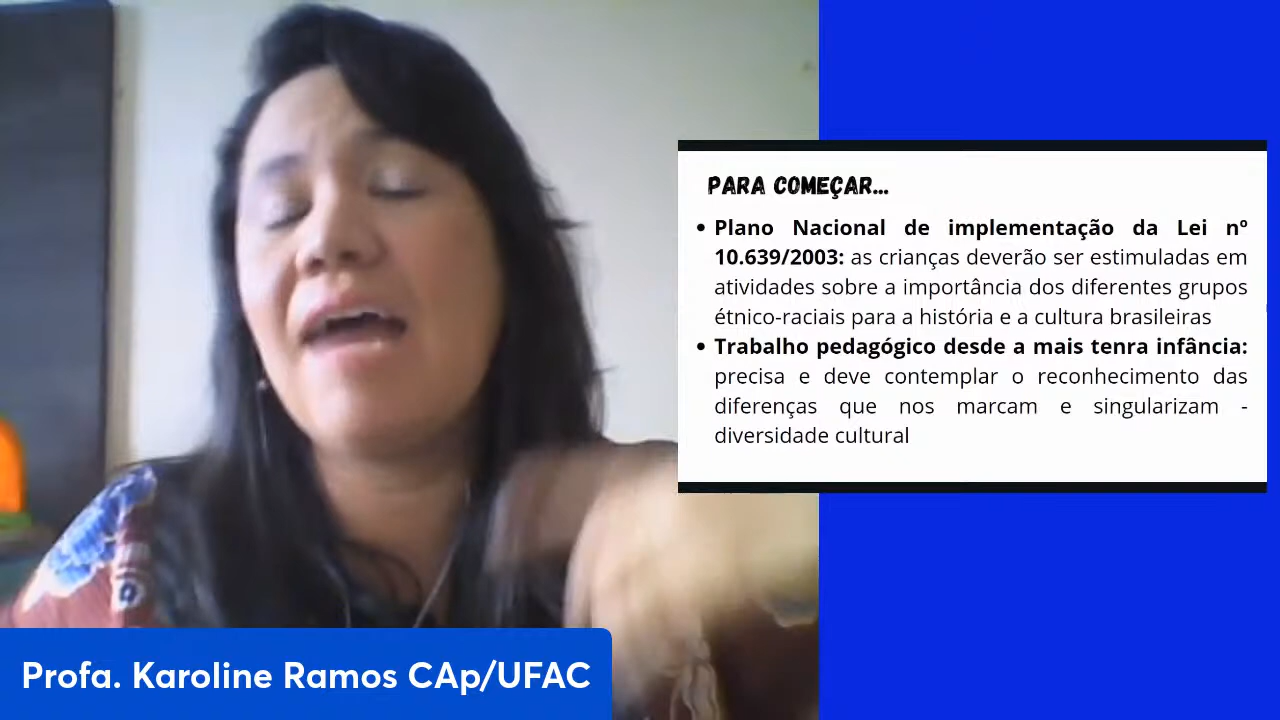 PARA COMEÇAR...
• Plano Nacional de implementação da Lei nº
10.639/2003: as crianças deverão ser estimuladas em
atividades sobre a importância dos diferentes grupos
étnico-raciais para a história e a cultura brasileiras
• Trabalho pedagógico desde a mais tenra infância:
precisa e deve contemplar o reconhecimento das
diferenças que nos marcam e singularizam -
diversidade cultural
Profa. Karoline Ramos CAp/UFAC